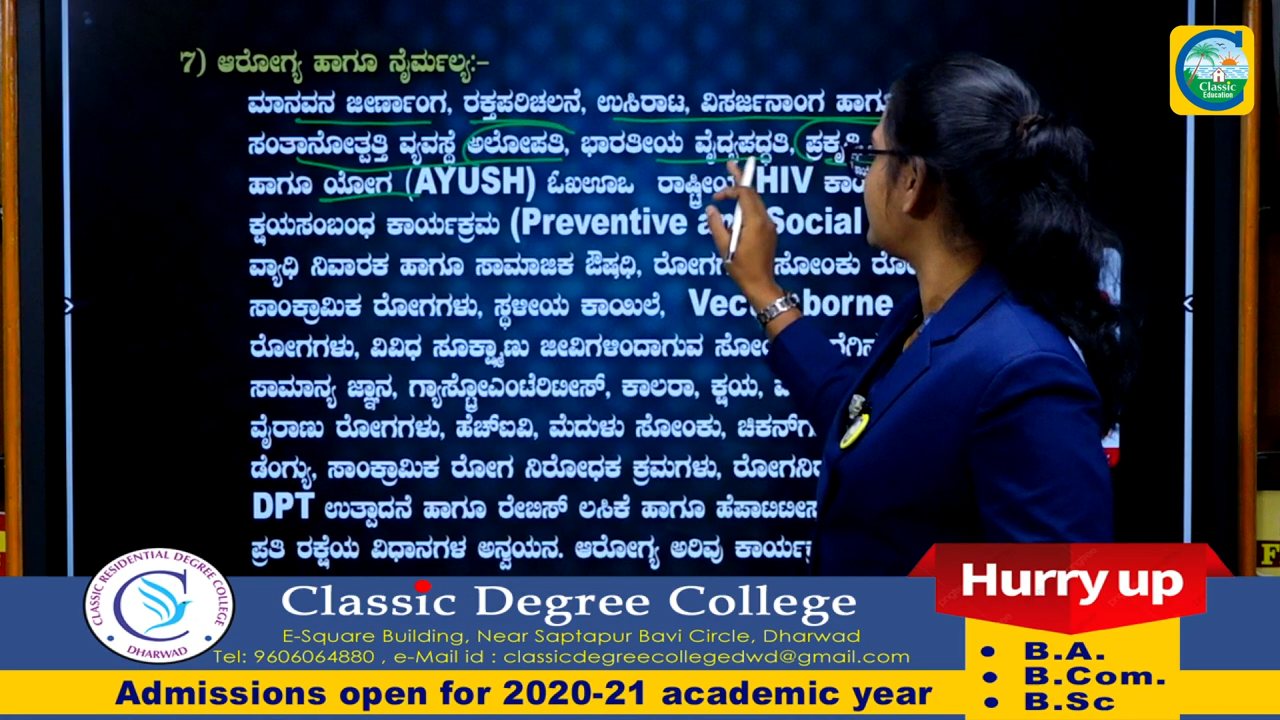 7) ಆರೋಗ್ಯ ಹಾಗೂ ನೈರ್ಮಲ್ಯ:-
ಮಾನವನ ಜೀರ್ಣಾಂಗ, ರಕ್ತಪರಿಚಲನೆ, ಉಸಿರಾಟ, ವಿಸರ್ಜನಾಂಗ ಹಾಗೂ
ಸಂತಾನೋತ್ಪತ್ತಿ ವ್ಯವಸ್ಥೆ ಅಲೋಪತಿ, ಭಾರತೀಯ ವೈದ್ಯಪದ್ಧತಿ,
ಹಾಗೂ ಯೋಗ (AYUSH) ಓಖಊಒ ರಾಷ್ಟ್ರೀಯ HIV
ಕ್ಷಯಸಂಬಂಧ ಕಾರ್ಯಕ್ರಮ (Preventive Social
ವ್ಯಾಧಿ ನಿವಾರಕ ಹಾಗೂ ಸಾಮಾಜಿಕ ಔಷಧಿ, ಸೋಂಕು
ಸಾಂಕ್ರಾಮಿಕ ರೋಗಗಳು, ಸ್ಥಳೀಯ ಕಾಯಿಲೆ, borne
ರೋಗಗಳು, ವಿವಿಧ ಸೂಕ್ಷ್ಮಾಣು ಜೀವಿಗಳಿಂದಾಗುವ
ಸಾಮಾನ್ಯ ಜ್ಞಾನ, ಗ್ಯಾಸ್ಟ್ರೋಎಂಟೆರಿಟೀಸ್, ಕಾಲರಾ, ಕ್ಷಯ,
ವೈರಾಣು ರೋಗಗಳು, ಹೆಚ್‌ಐವಿ, ಮೆದುಳು ಸೋಂಕು,
ಡೆಂಗ್ಯು, ಸಾಂಕ್ರಾಮಿಕ ರೋಗ ನಿರೋಧಕ ಕ್ರಮಗಳು,
DPT ಉತ್ಪಾದನೆ ಹಾಗೂ ರೇಬಿಸ್ ಲಸಿಕೆ ಹಾಗೂ
ಪ್ರತಿ ರಕ್ಷೆಯ ವಿಧಾನಗಳ ಅನ್ವಯನ. ಆರೋಗ್ಯ ಅರಿವು
Classic
Education
CLASSIC RESIDENTIAL DEGREE COLLEGE
DHARWAD
Classic Degree College
E-Square Building, Near Saptapur Bavi Circle, Dharwad
Tel: 9606064880 , e-Mail id : classicdegreecollegedwd@gmail.com
Admissions open for 2020-21 academic year
Hurry up
• B.A.
• B.Com.
• B.Sc